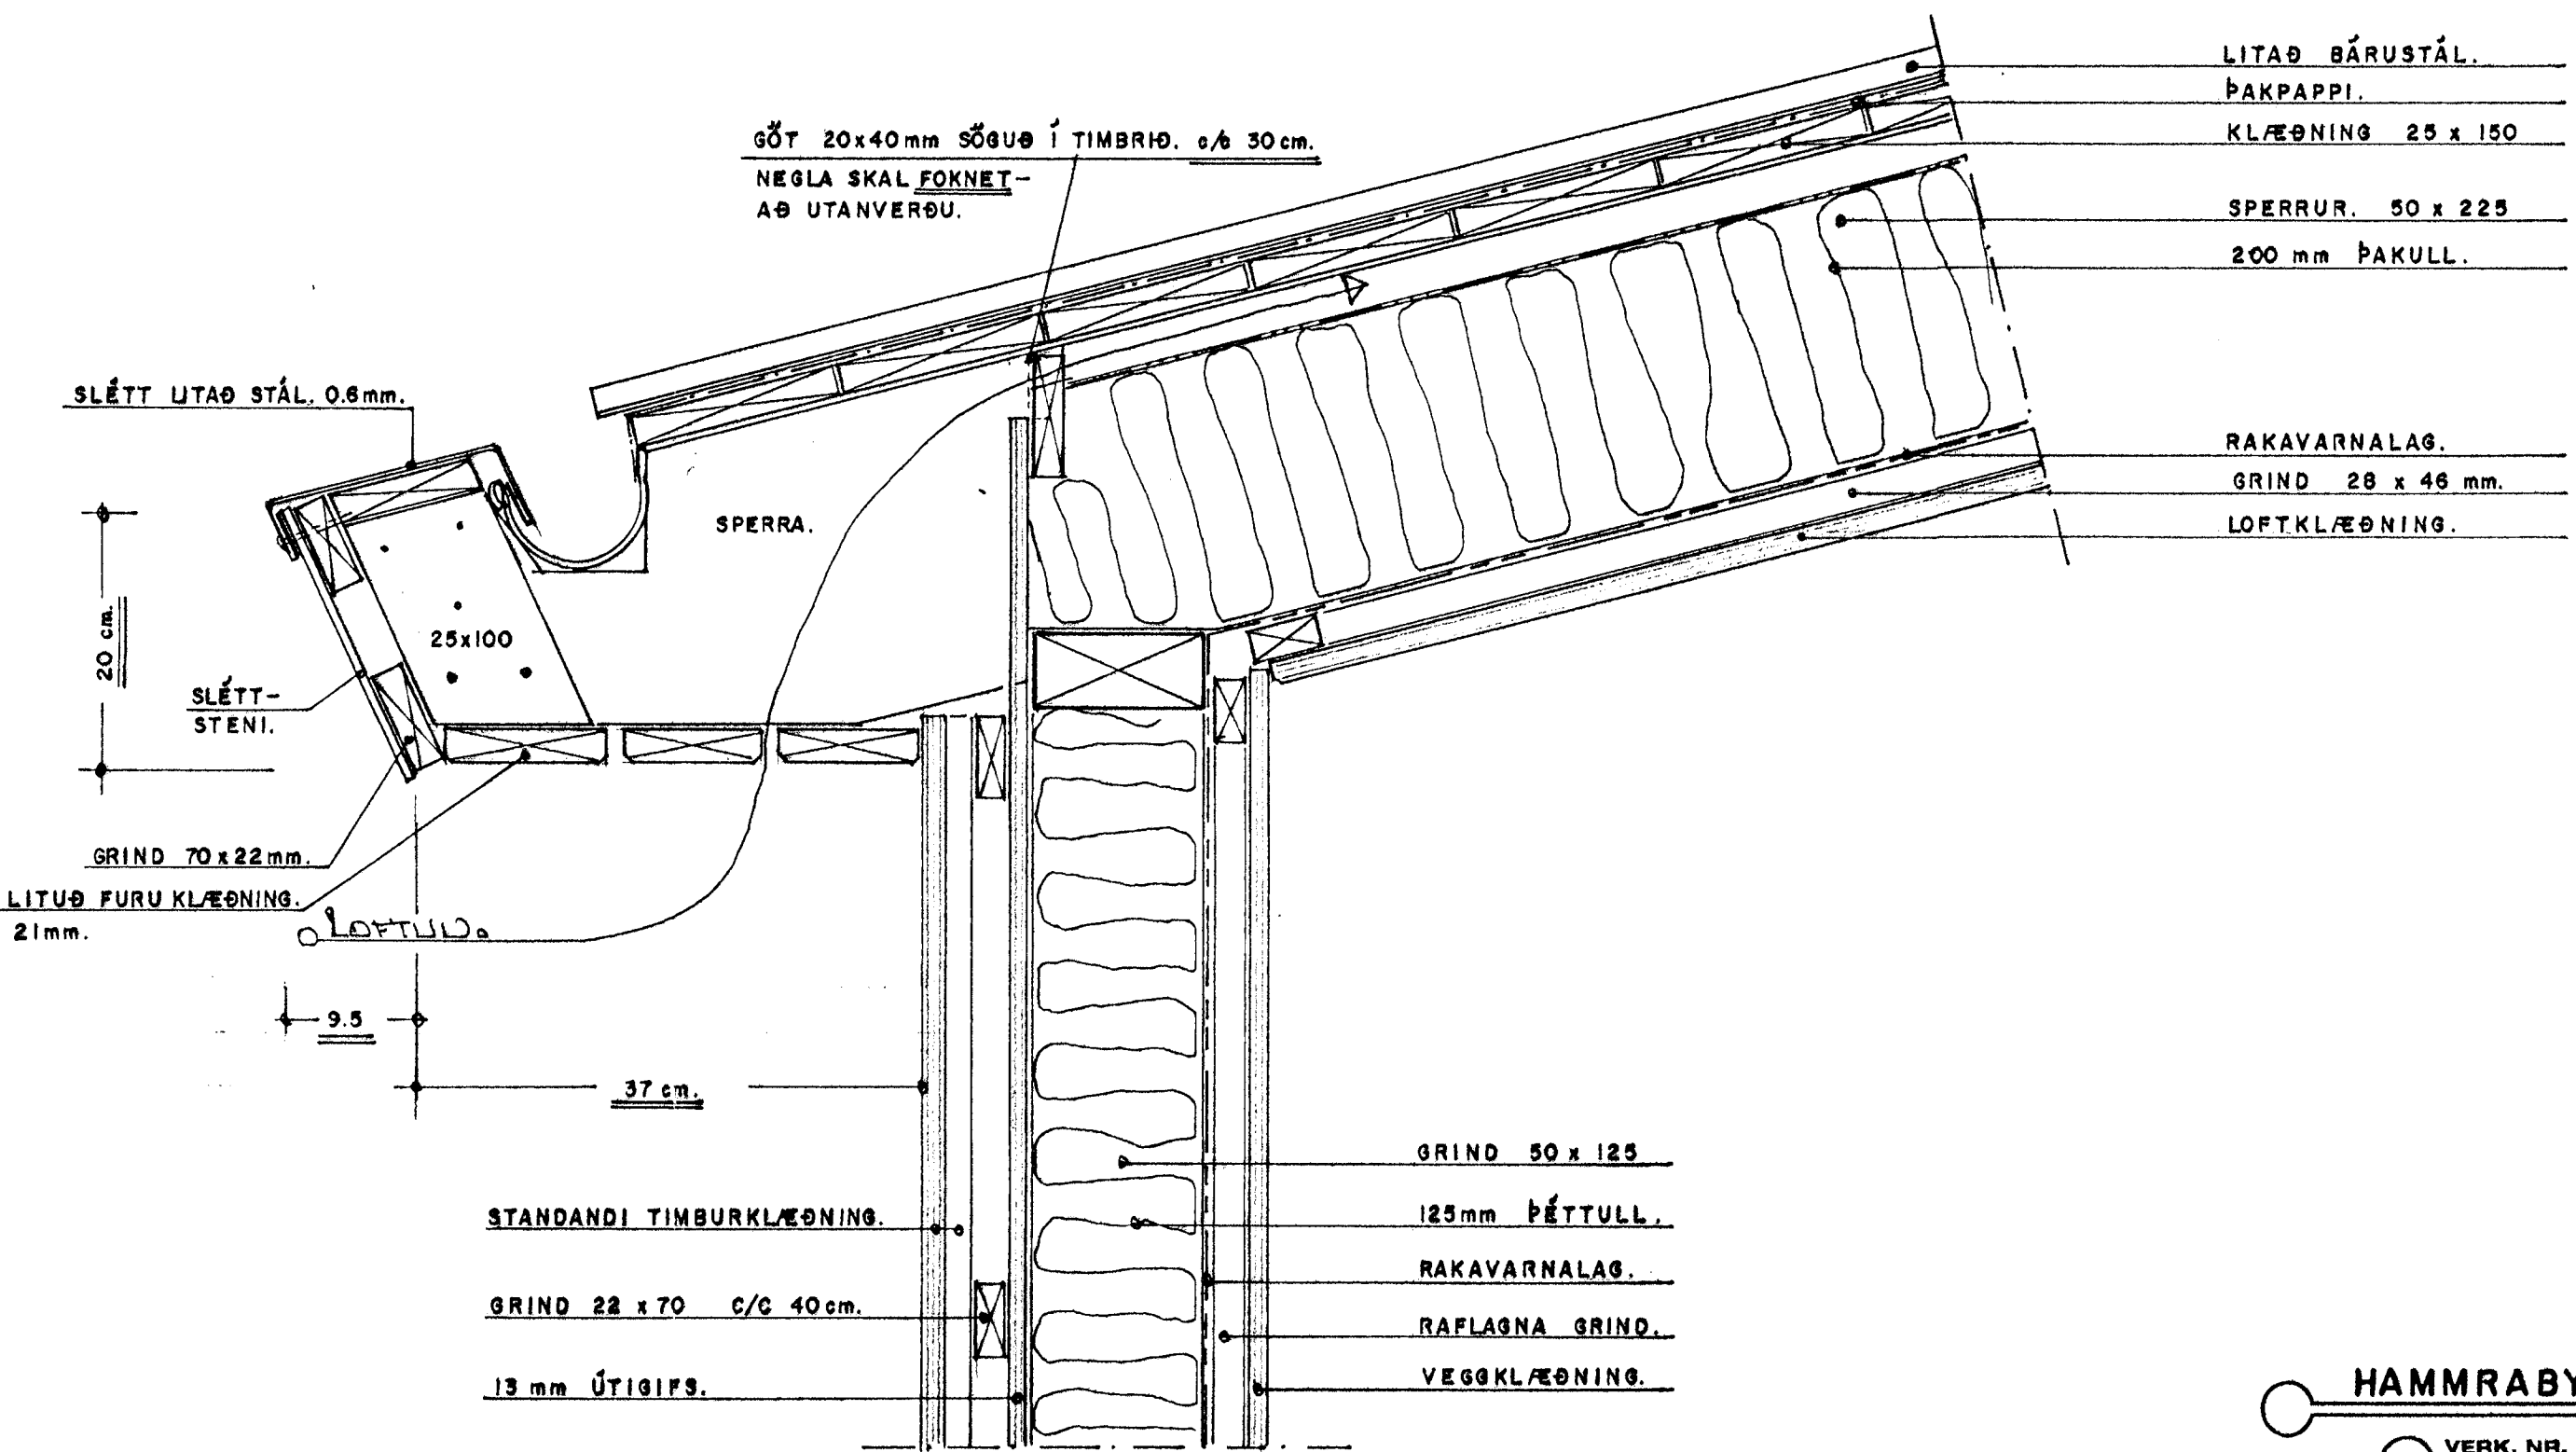 LITAÐ BÁRUSTÁL.
ÞAKPAPPI.
KLÆÐNING 25 x 150
SPERRUR. 50 x 225
200 mm ÞAKULL.
RAKAVARNALAG.
GRIND 28 x 46 mm.
LOFTKLÆÐNING.
GÖT 20x40mm SÖGUÐ Í TIMBRIÐ. c/c 30 cm.
NEGLA SKAL FOKNET-
AÐ UTANVERÐU.
SLÉTT LITAÐ STÁL. 0.6mm.
SPERRA.
25x100
20 cm.
SLÉTT-
STENI.
GRIND 70x22mm.
LITUÐ FURU KLÆÐNING.
21mm.
9.5
37 cm.
STANDANDI TIMBURKLÆÐNING.
GRIND 22 x 70 C/C 40cm.
13 mm ÚTIGIFS.
GRIND 50 x 125
125mm ÞÉTTULL.
RAKAVARNALAG.
RAFLAGNA GRIND.
VEGGKLÆÐNING.
HAMMRABY
VERK. NR.